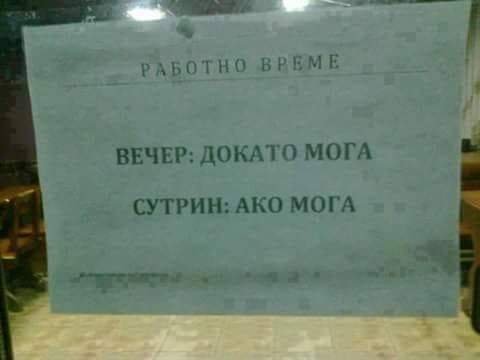 РАБОТНО ВРЕМЕ
ВЕЧЕР: ДОКАТО МОГА
СУТРИН: АКО МОГА